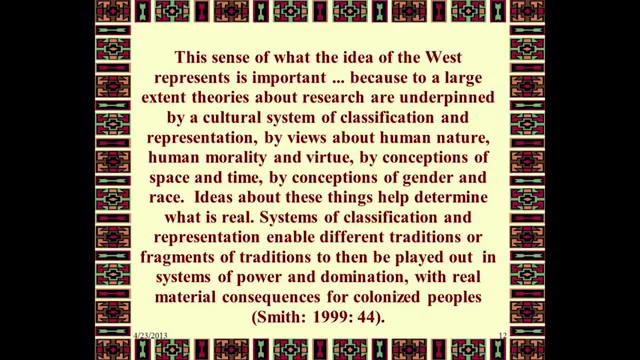 This sense of what the idea of the West
represents is important ... because to a large
extent theories about research are underpinned
by a cultural system of classification and
representation, by views about human nature,
human morality and virtue, by conceptions of
space and time, by conceptions of gender and
race. Ideas about these things help determine
what is real. Systems of classification and
representation enable different traditions or
fragments of traditions to then be played out in
systems of power and domination, with real
material consequences for colonized peoples
(Smith: 1999: 44).
4/23/2013 12